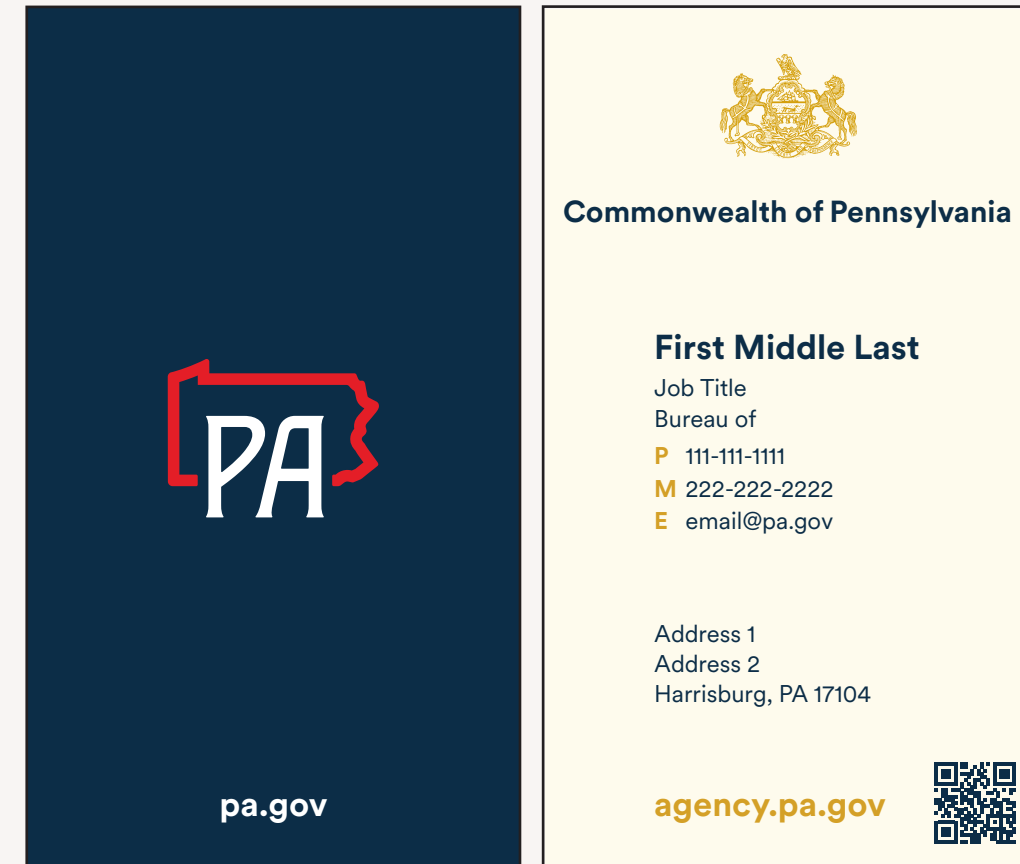 PA
pa.gov
Commonwealth of Pennsylvania
First Middle Last
Job Title
Bureau of
P 111-111-1111
M 222-222-2222
E email@pa.gov
Address 1
Address 2
Harrisburg, PA 17104
agency.pa.gov